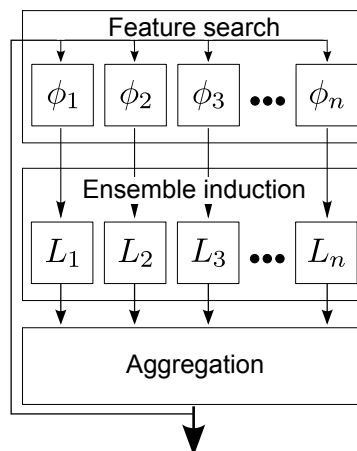 Feature search
ϕ₁ ϕ₂ ϕ₃ ••• ϕₙ
Ensemble induction
L₁ L₂ L₃ ••• Lₙ
Aggregation